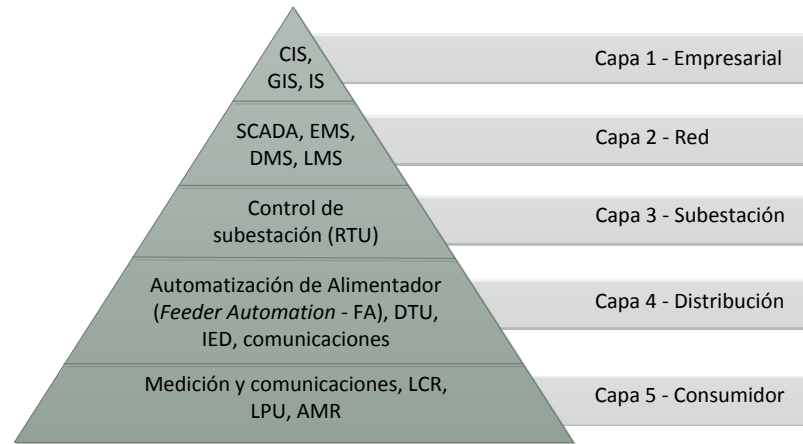 CIS,
GIS, IS
Capa 1 - Empresarial
SCADA, EMS,
DMS, LMS
Capa 2 - Red
Control de
subestación (RTU)
Capa 3 - Subestación
Automatización de Alimentador
(Feeder Automation - FA), DTU,
IED, comunicaciones
Capa 4 - Distribución
Medición y comunicaciones, LCR,
LPU, AMR
Capa 5 - Consumidor